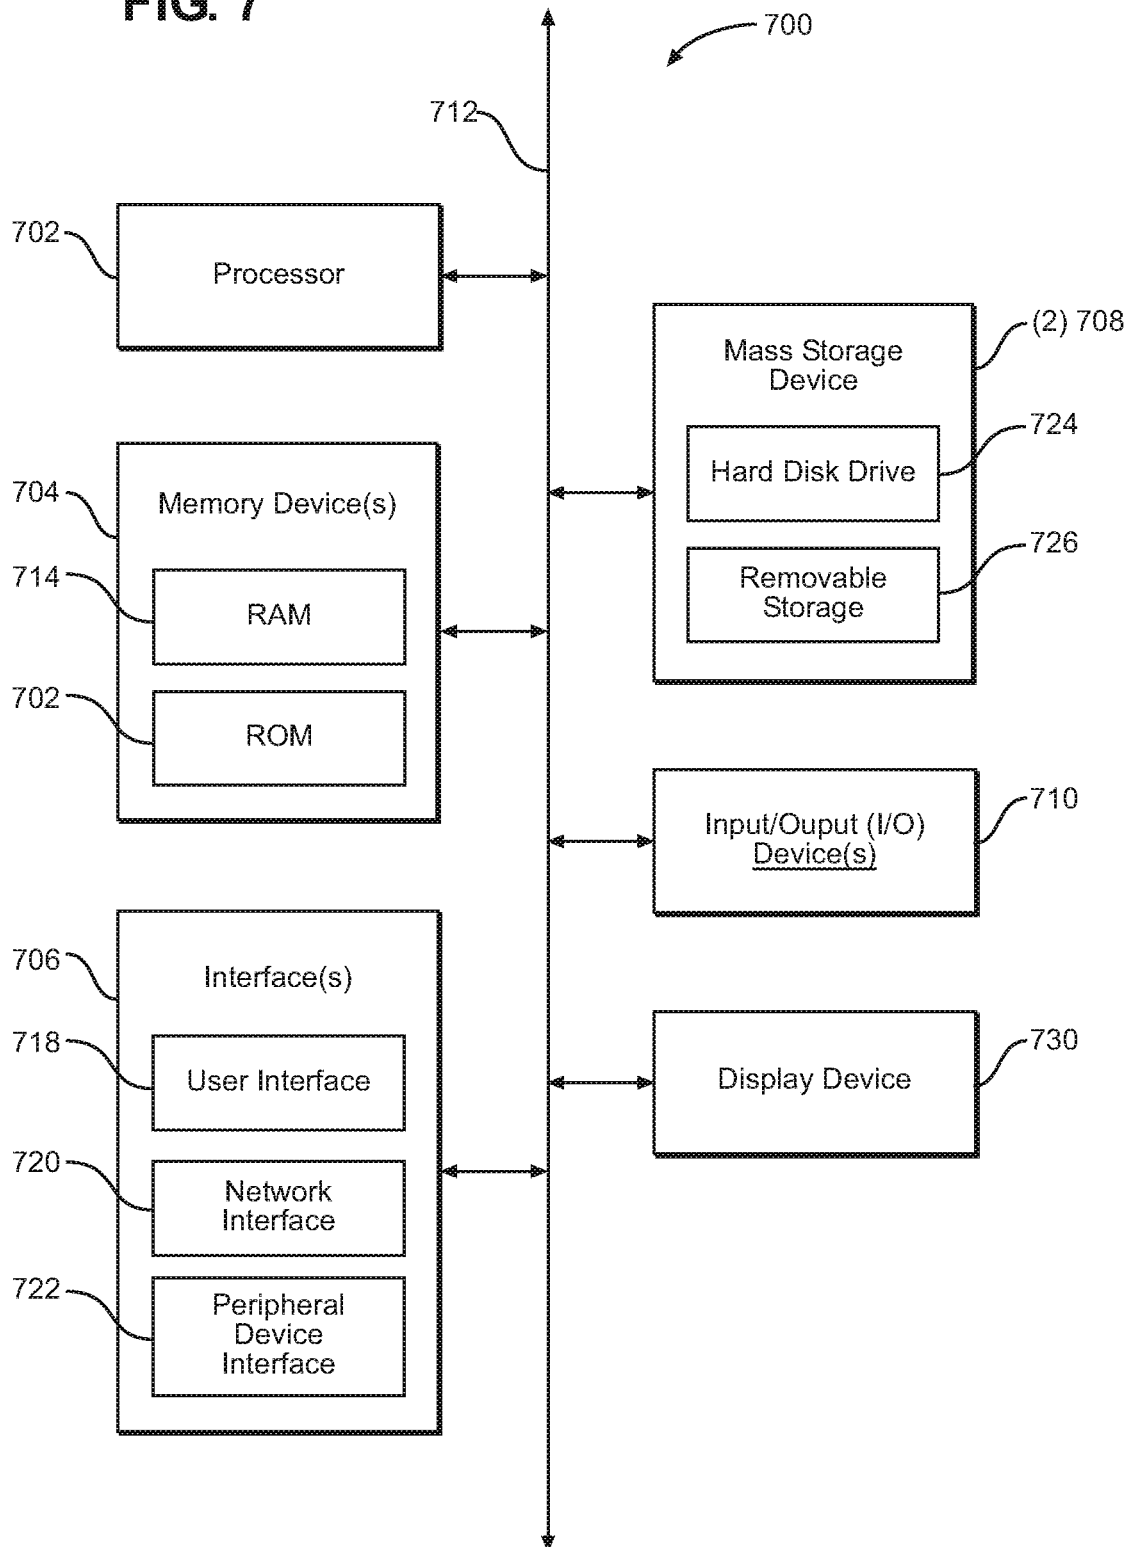 FIG. 7
700
712
702
Processor
(2) 708
Mass Storage
Device
724
Hard Disk Drive
726
Removable
Storage
704
Memory Device(s)
714
RAM
702
ROM
710
Input/Ouput (I/O)
Device(s)
706
Interface(s)
718
User Interface
720
Network
Interface
722
Peripheral
Device
Interface
730
Display Device